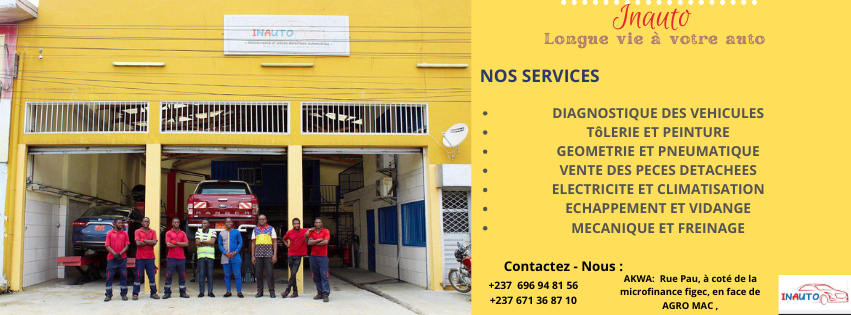 INAUTO
Inauto
Longue vie à votre auto
NOS SERVICES
• DIAGNOSTIQUE DES VEHICULES
• TôLERIE ET PEINTURE
• GEOMETRIE ET PNEUMATIQUE
• VENTE DES PECES DETACHEES
• ELECTRICITE ET CLIMATISATION
• ECHAPPEMENT ET VIDANGE
• MECANIQUE ET FREINAGE
Contactez - Nous :
+237 696 94 81 56
+237 671 36 87 10
AKWA: Rue Pau, à coté de la
microfinance figec, en face de
AGRO MAC ,
INAUTO